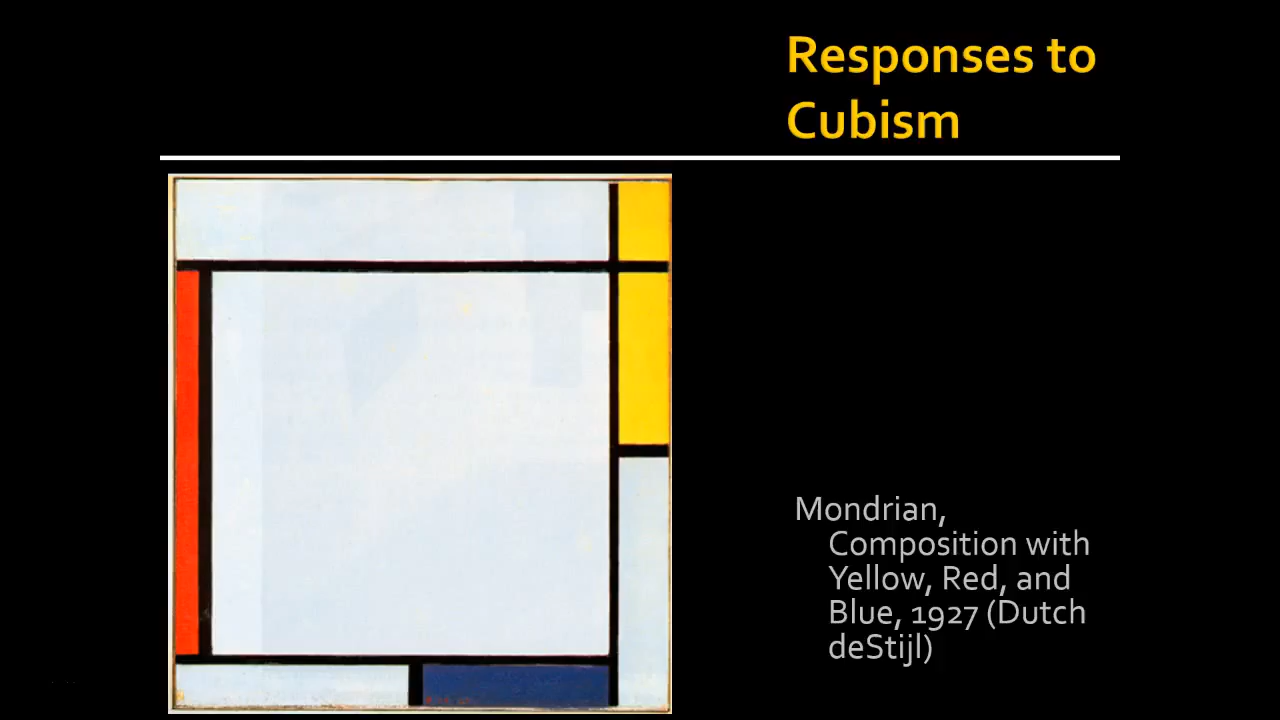 Responses to
Cubism
Mondrian,
Composition with
Yellow, Red, and
Blue, 1927 (Dutch
deStijl)